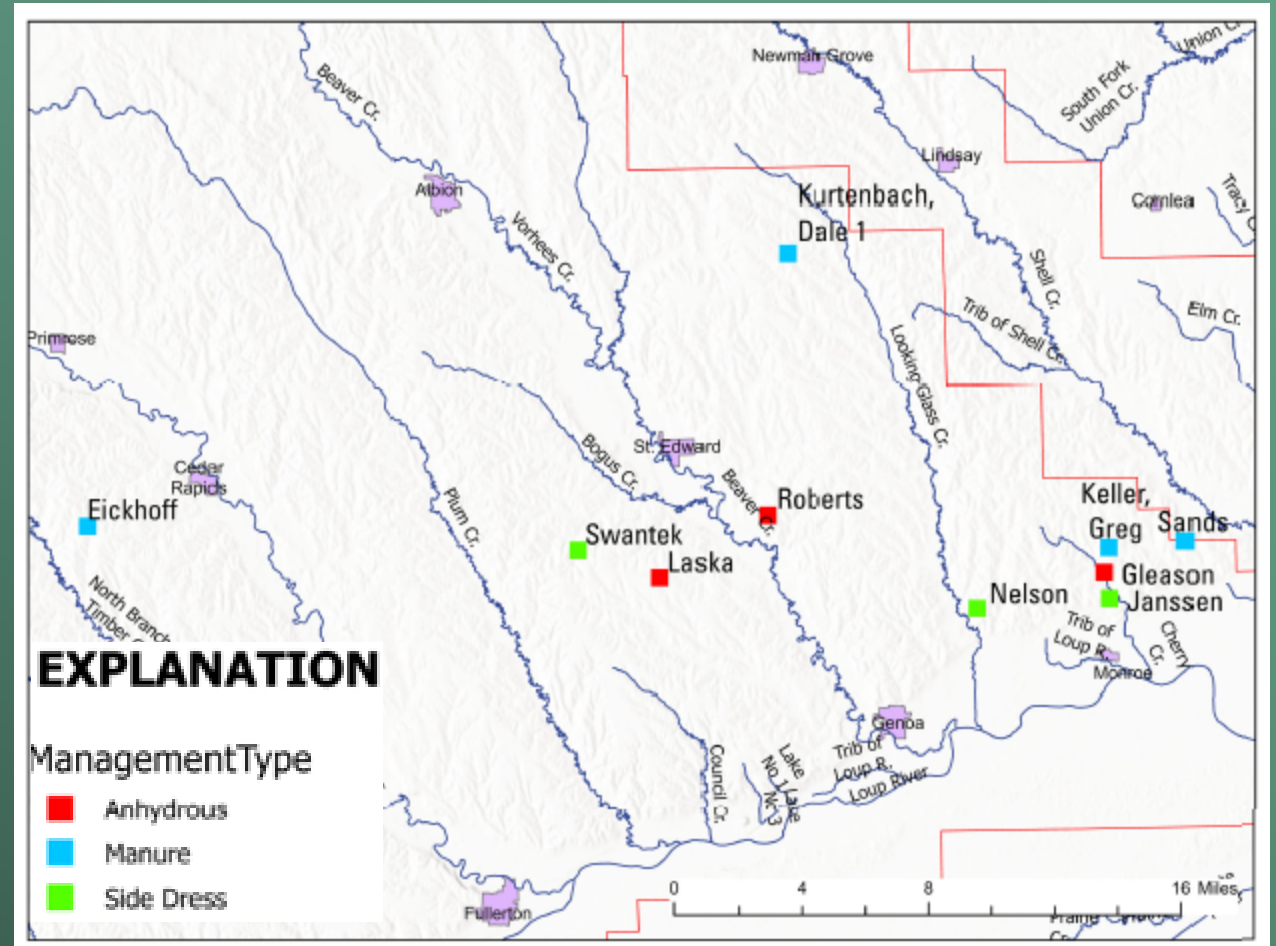 Union Cr.
Newman Grove
South Fork
Union Cr.
Beaver Cr.
Lindsay
Albion
Kurtenbach,
Dale 1
Cornlea
Tracy C
Vorhees Cr.
Shell Cr.
Trib of Shell Cr.
Elm Cr.
Primrose
Looking Glass Cr.
St. Edward
Bogus Cr.
Cedar
Rapids
Plum Cr.
Beaver Cr.
Roberts
Keller,
Greg
Sands
Eickhoff
Swantek
Laska
Gleason
Janssen
Nelson
North Branch
Timber
Trib of
Loup R.
Cherry
Cr.
Monroe
EXPLANATION
ManagementType
Anhydrous
Manure
Side Dress
Genoa
Trib of
Loup R.
Loup River
Council Cr.
Lake
No 1
Lake
No 3
Fullerton
0 4 8 16 Miles
Prairie
Cr.